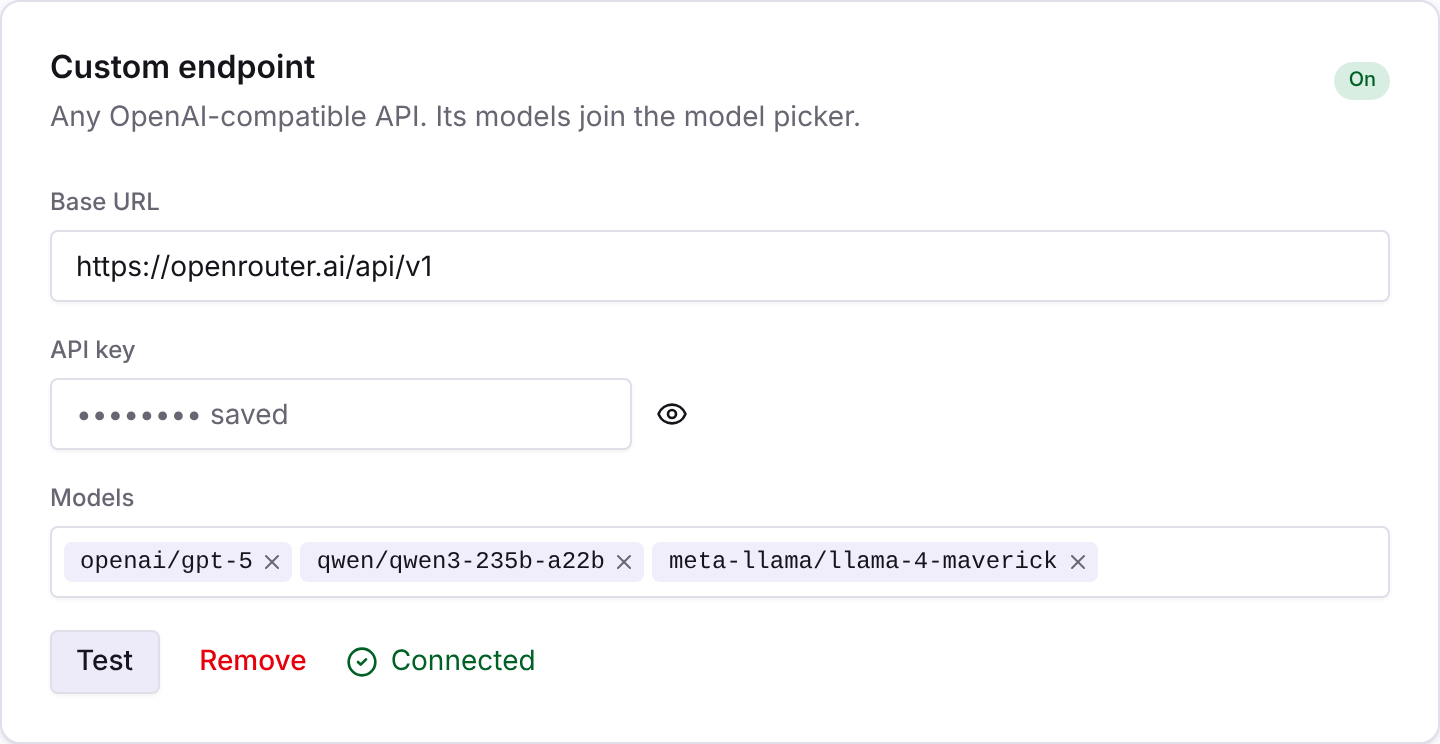 Custom endpoint
On
Any OpenAI-compatible API. Its models join the model picker.
Base URL
https://openrouter.ai/api/v1
API key
•••••••• saved
Models
openai/gpt-5 × qwen/qwen3-235b-a22b × meta-llama/llama-4-maverick ×
Test Remove Connected